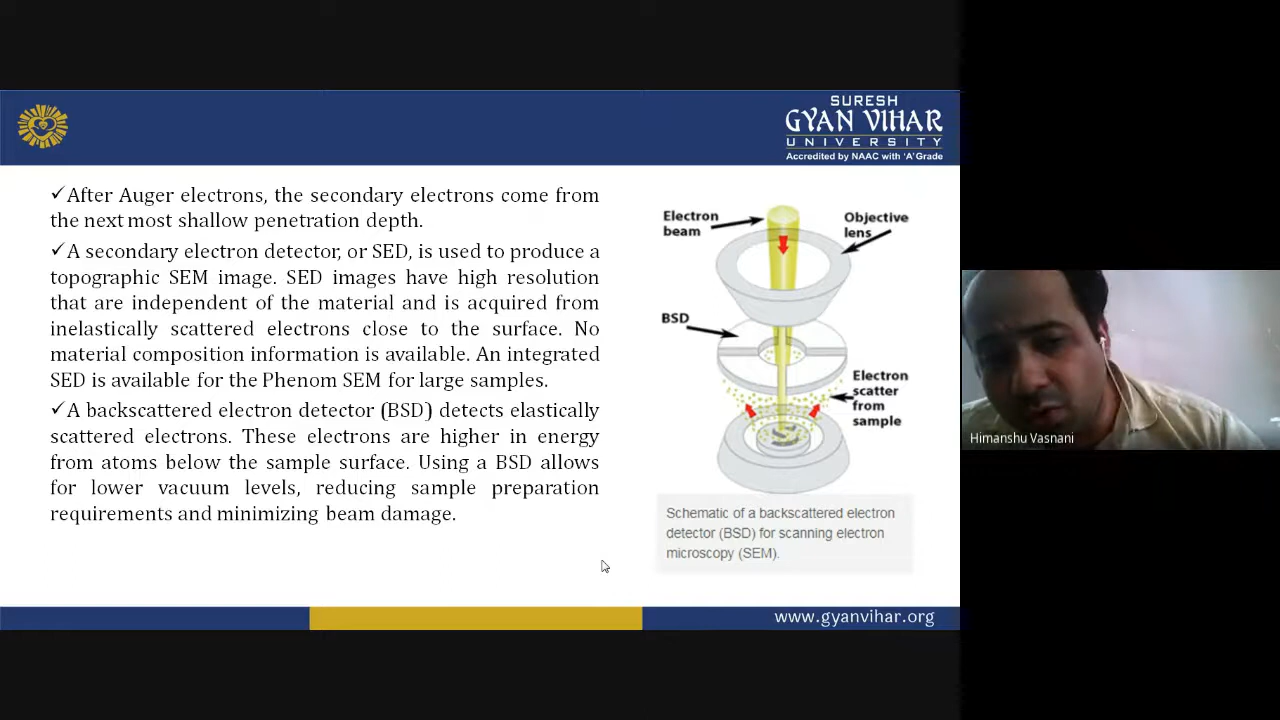 SURESH
GYAN VIHAR
UNIVERSITY
Accredited by NAAC with 'A' Grade
✓After Auger electrons, the secondary electrons come from
the next most shallow penetration depth.
✓ A secondary electron detector, or SED, is used to produce a
topographic SEM image. SED images have high resolution
that are independent of the material and is acquired from
inelastically scattered electrons close to the surface. No
material composition information is available. An integrated
SED is available for the Phenom SEM for large samples.
✓ A backscattered electron detector (BSD) detects elastically
scattered electrons. These electrons are higher in energy
from atoms below the sample surface. Using a BSD allows
for lower vacuum levels, reducing sample preparation
requirements and minimizing beam damage.
Electron
beam
Objective
lens
BSD
Electron
scatter
from
sample
Schematic of a backscattered electron
detector (BSD) for scanning electron
microscopy (SEM).
Himanshu Vasnani
www.gyanvihar.org